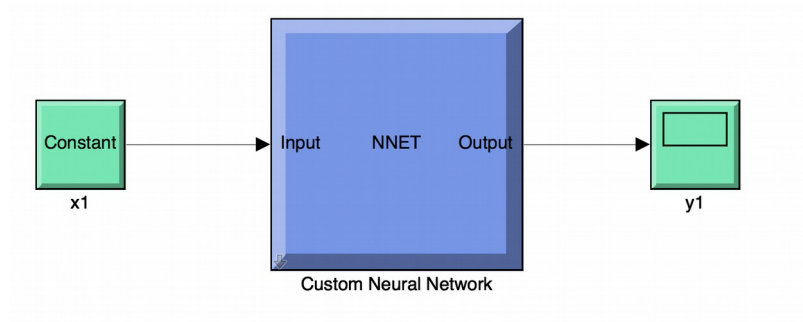 Constant
x1
Input NNET Output
Custom Neural Network
y1